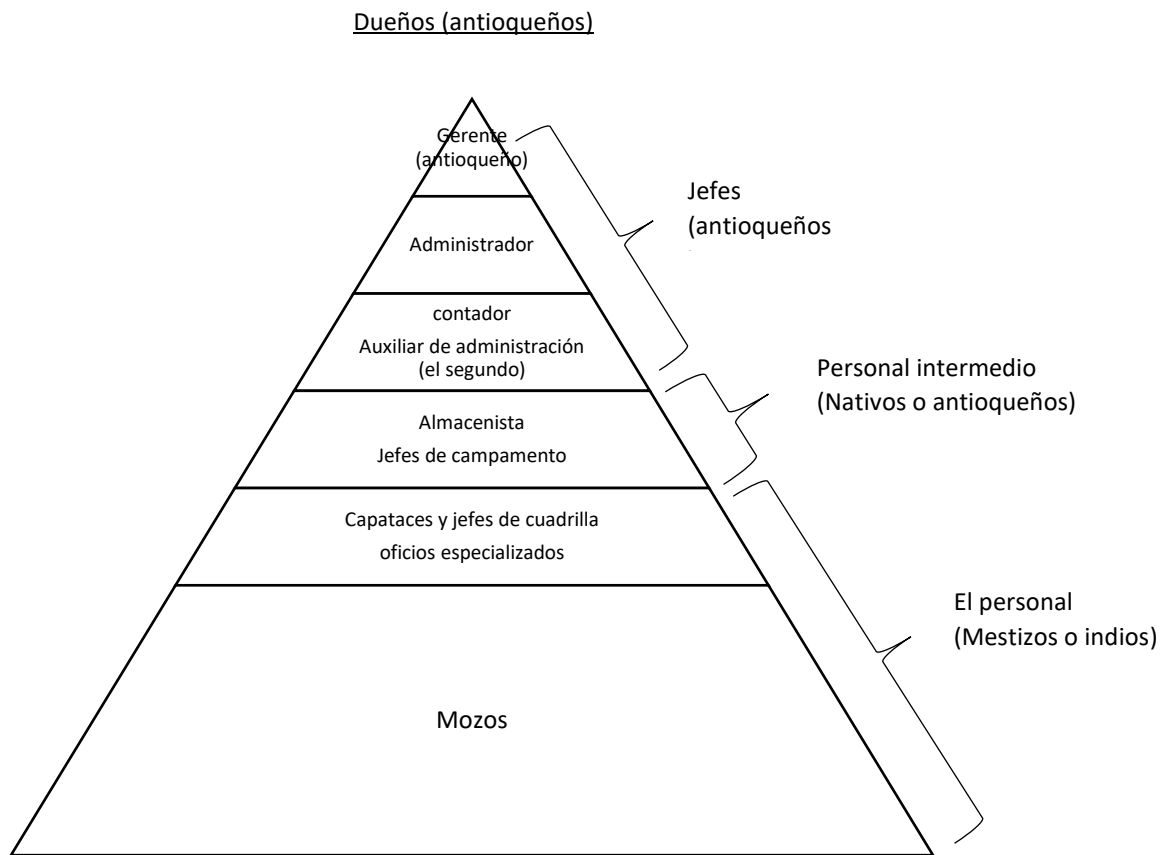 Dueños (antioqueños)
Gerente
(antioqueño)
Jefes
(antioqueños
Administrador
contador
Auxiliar de administración
(el segundo)
Personal intermedio
(Nativos o antioqueños)
Almacenista
Jefes de campamento
Capataces y jefes de cuadrilla
oficios especializados
El personal
(Mestizos o indios)
Mozos